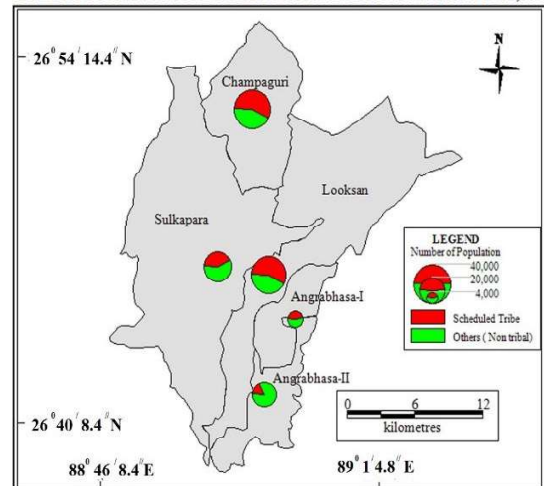 N
26° 54′ 14.4″ N
Champaguri
Looksan
Sulkapara
LEGEND
Number of Population
40,000
20,000
4,000
Scheduled Tribe
Others ( Non tribal)
Angrabhasa-I
Angrabhasa-II
0 6 12
kilometres
26° 40′ 8.4″ N
88° 46′ 8.4″ E
89° 1′ 4.8″ E